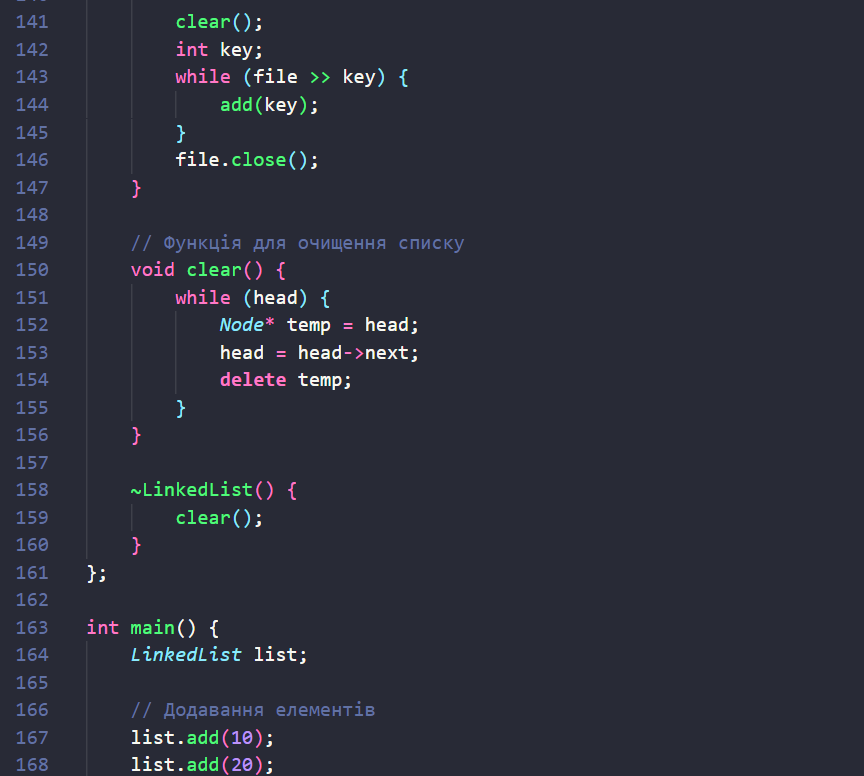 141 clear();
142 int key;
143 while (file >> key) {
144 add(key);
145 }
146 file.close();
147 }
148
149 // Функція для очищення списку
150 void clear() {
151 while (head) {
152 Node* temp = head;
153 head = head->next;
154 delete temp;
155 }
156 }
157
158 ~LinkedList() {
159 clear();
160 }
161 };
162
163 int main() {
164 LinkedList list;
165
166 // Додавання елементів
167 list.add(10);
168 list.add(20);